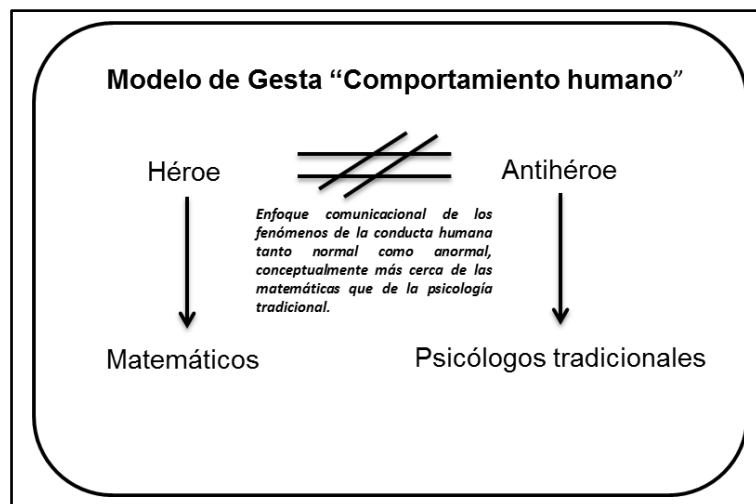 Modelo de Gesta “Comportamiento humano”
Héroe
Antihéroe
Enfoque comunicacional de los
fenómenos de la conducta humana
tanto normal como anormal,
conceptualmente más cerca de las
matemáticas que de la psicología
tradicional.
Matemáticos
Psicólogos tradicionales